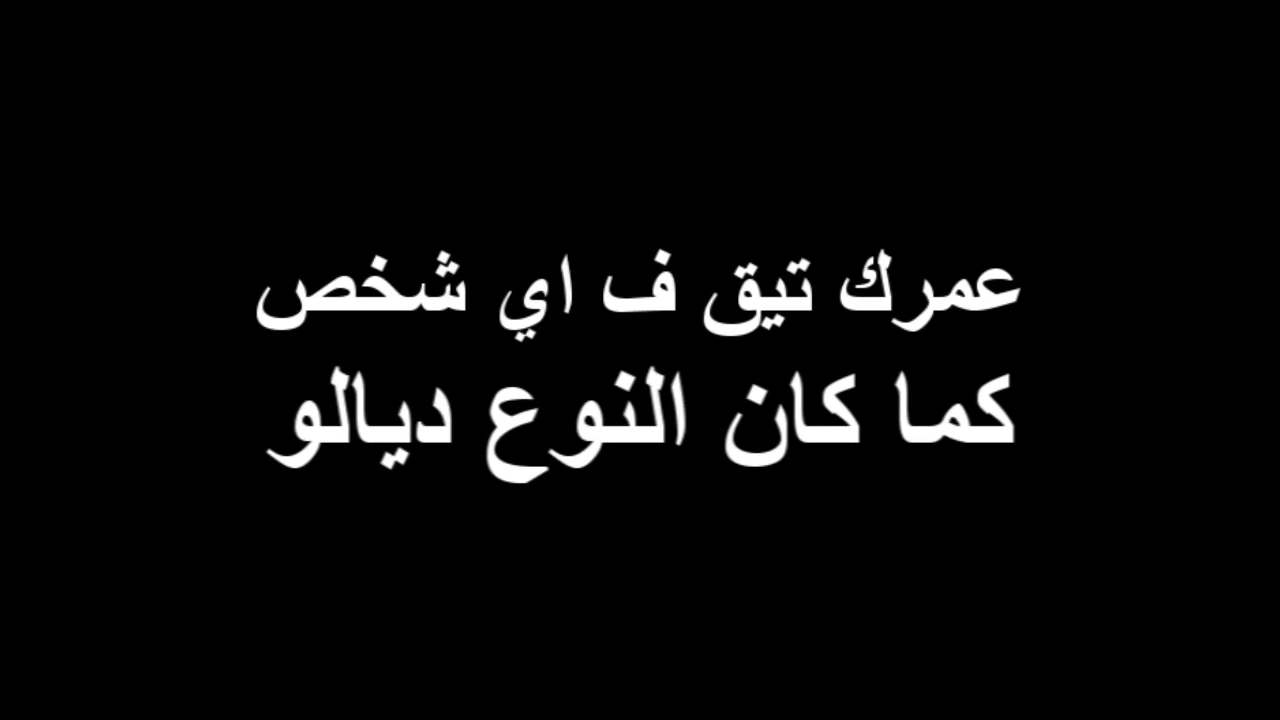 عمرك تيق ف اي شخص
كما كان النوع ديالو